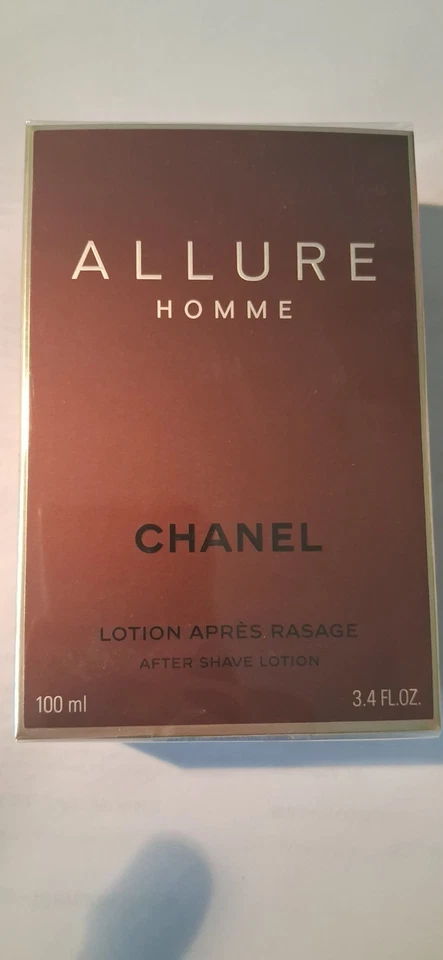 ALLURE
HOMME
CHANEL
LOTION APRÈS RASAGE
AFTER SHAVE LOTION
100 ml 3.4 FL.OZ.